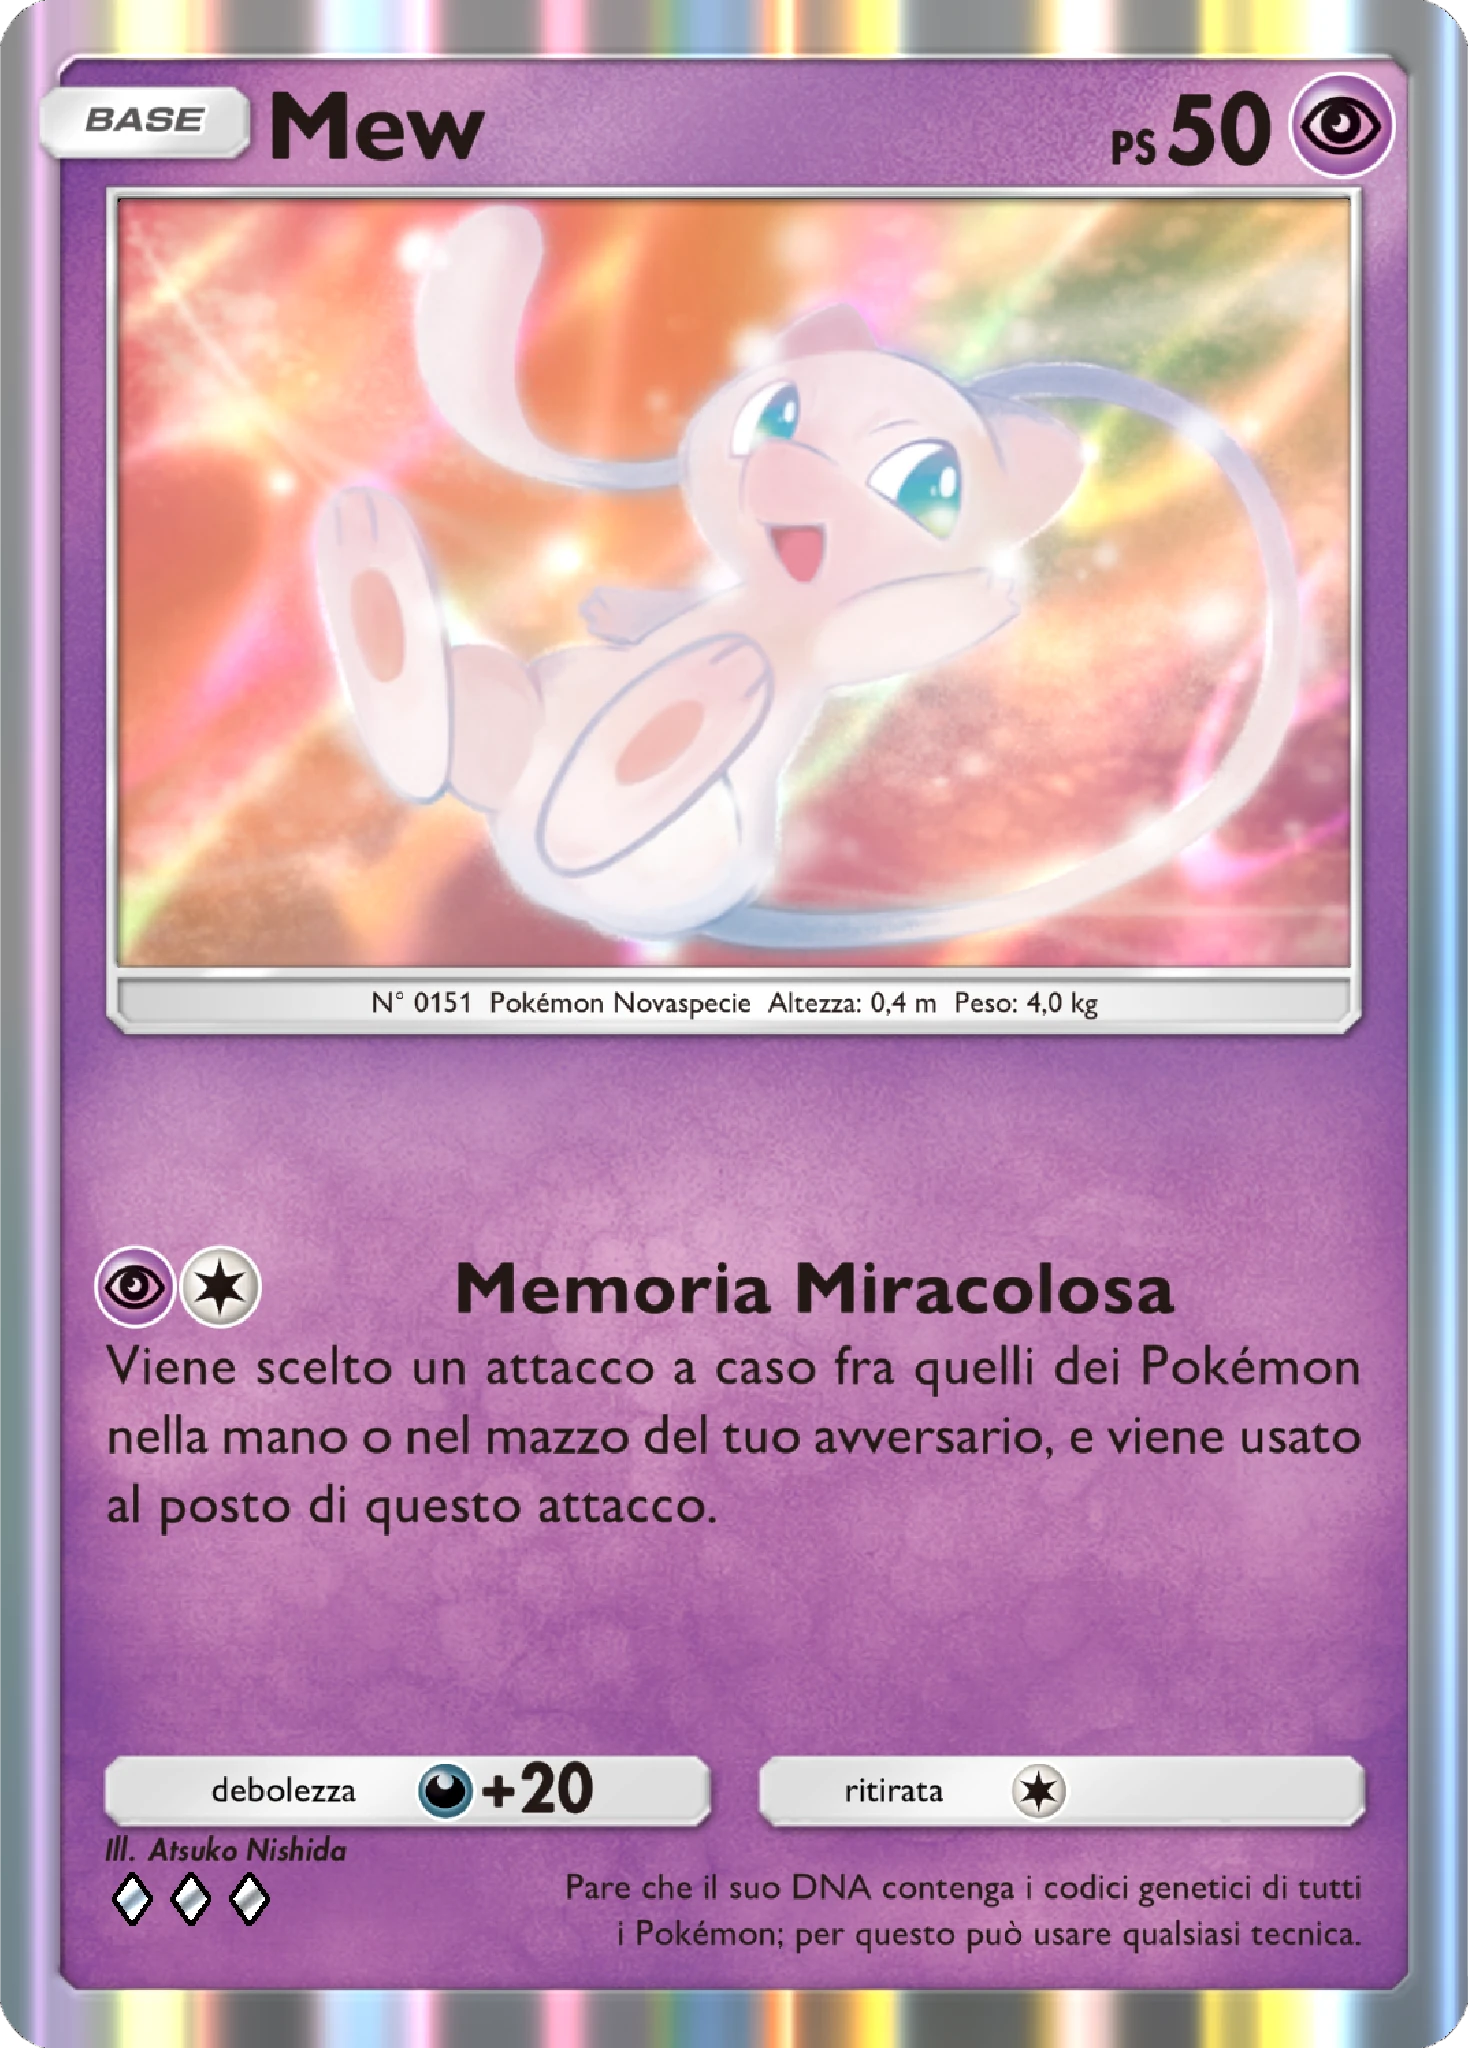 BASE Mew PS 50
N° 0151 Pokémon Novaspecie Altezza: 0,4 m Peso: 4,0 kg
Memoria Miracolosa
Viene scelto un attacco a caso fra quelli dei Pokémon
nella mano o nel mazzo del tuo avversario, e viene usato
al posto di questo attacco.
debolezza +20 ritirata
Ill. Atsuko Nishida
Pare che il suo DNA contenga i codici genetici di tutti
i Pokémon; per questo può usare qualsiasi tecnica.